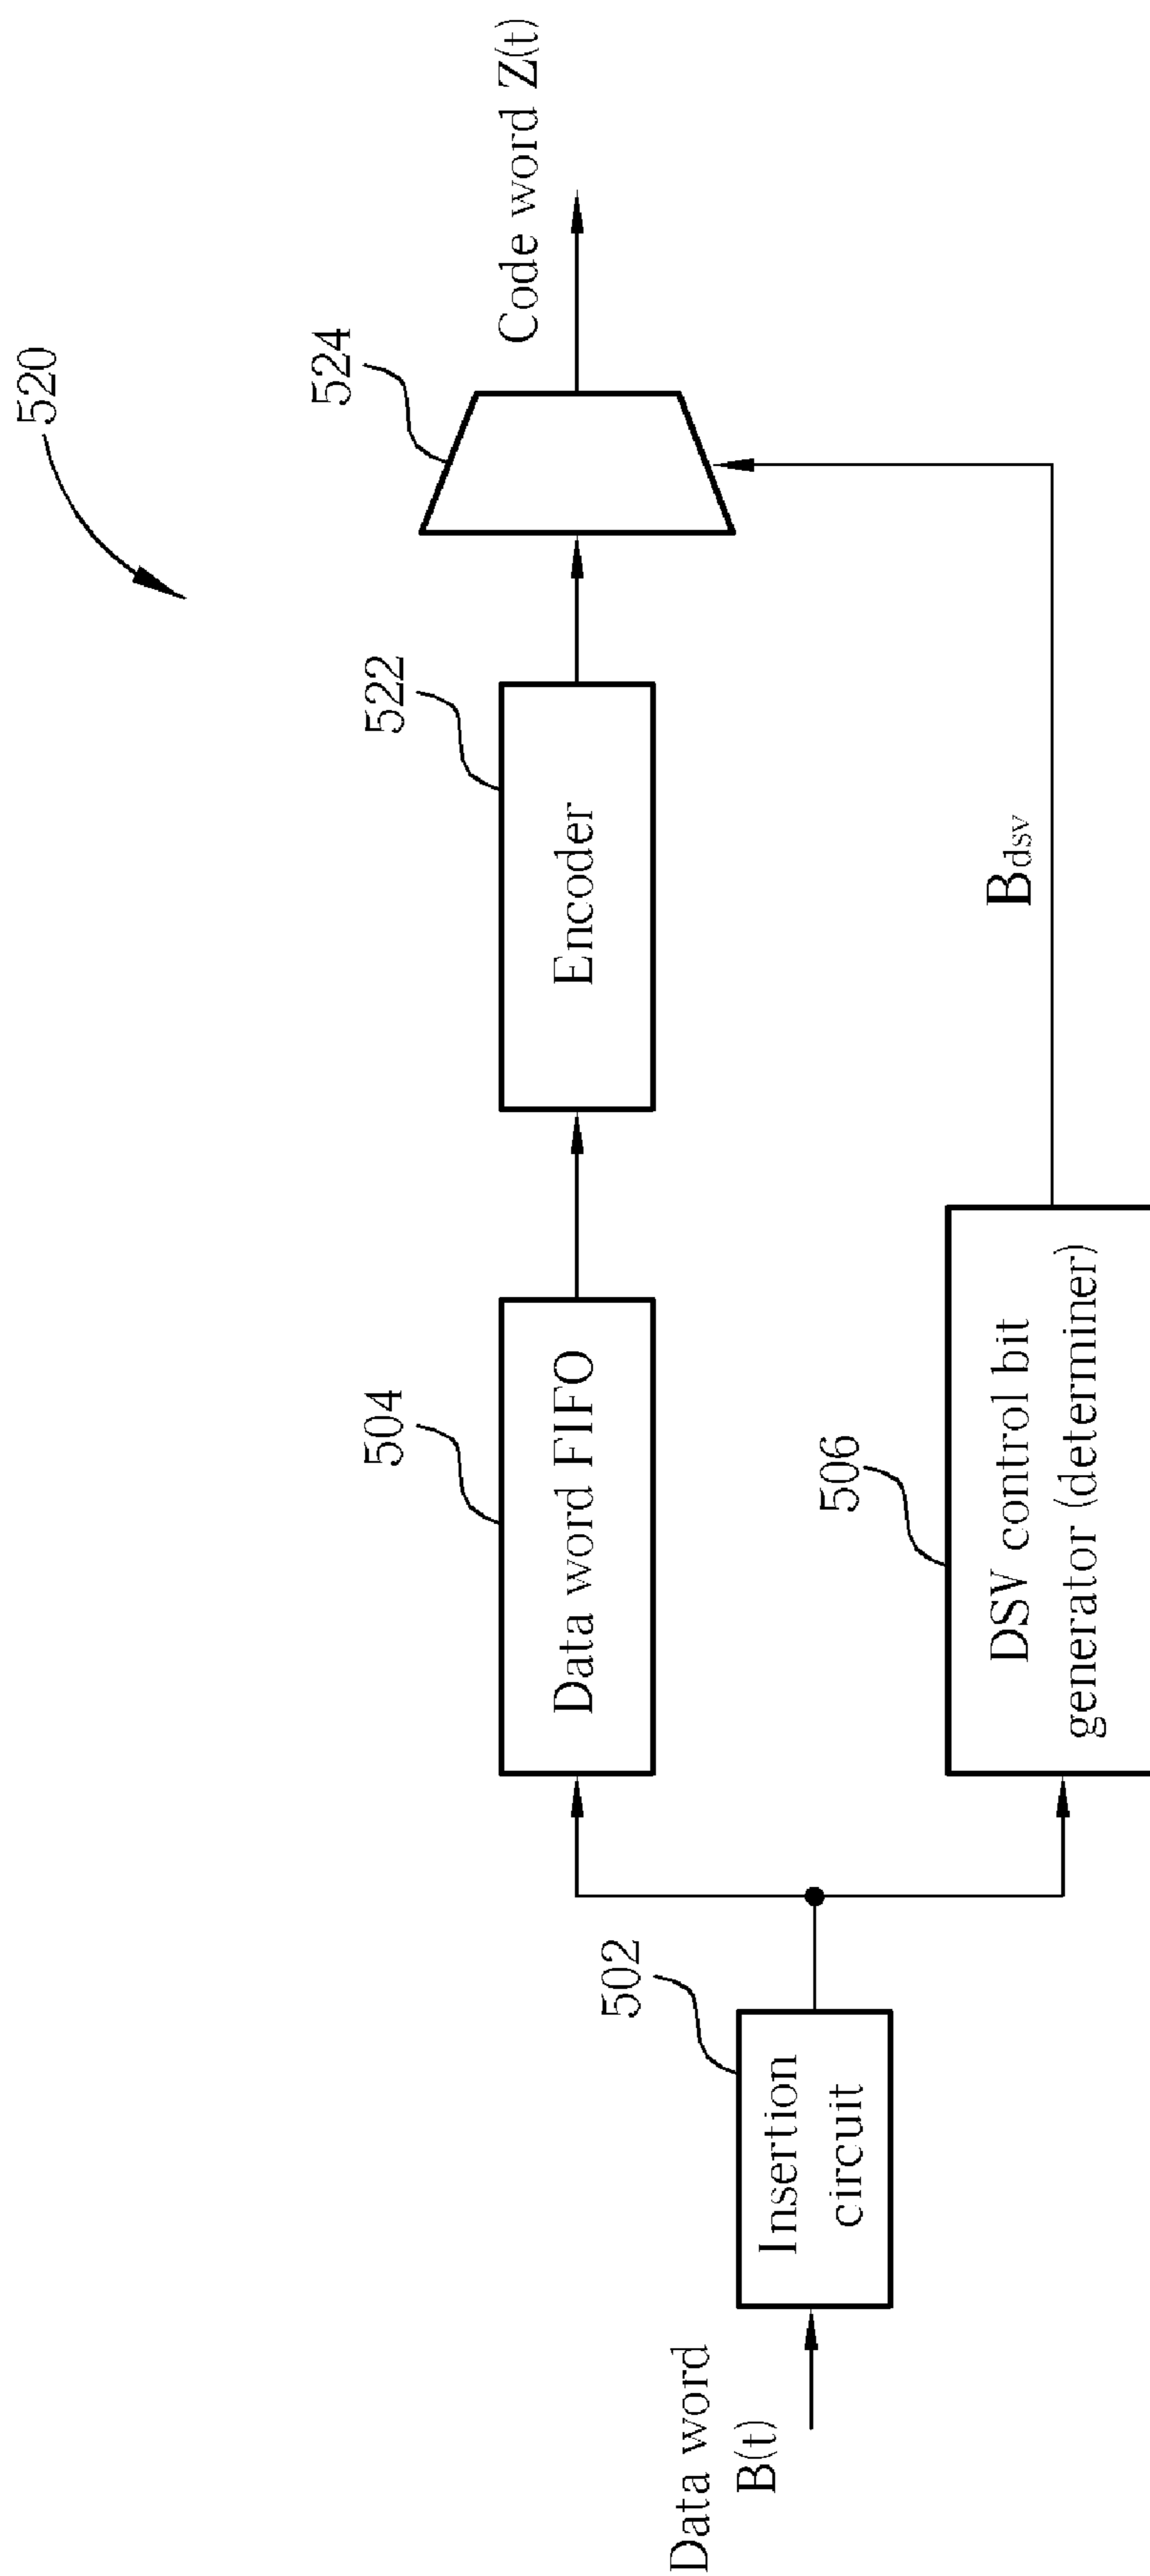 520
Data word
B(t)
502
Insertion
circuit
504
Data word FIFO
522
Encoder
524
Code word Z(t)
506
DSV control bit
generator (determiner)
Bdsv